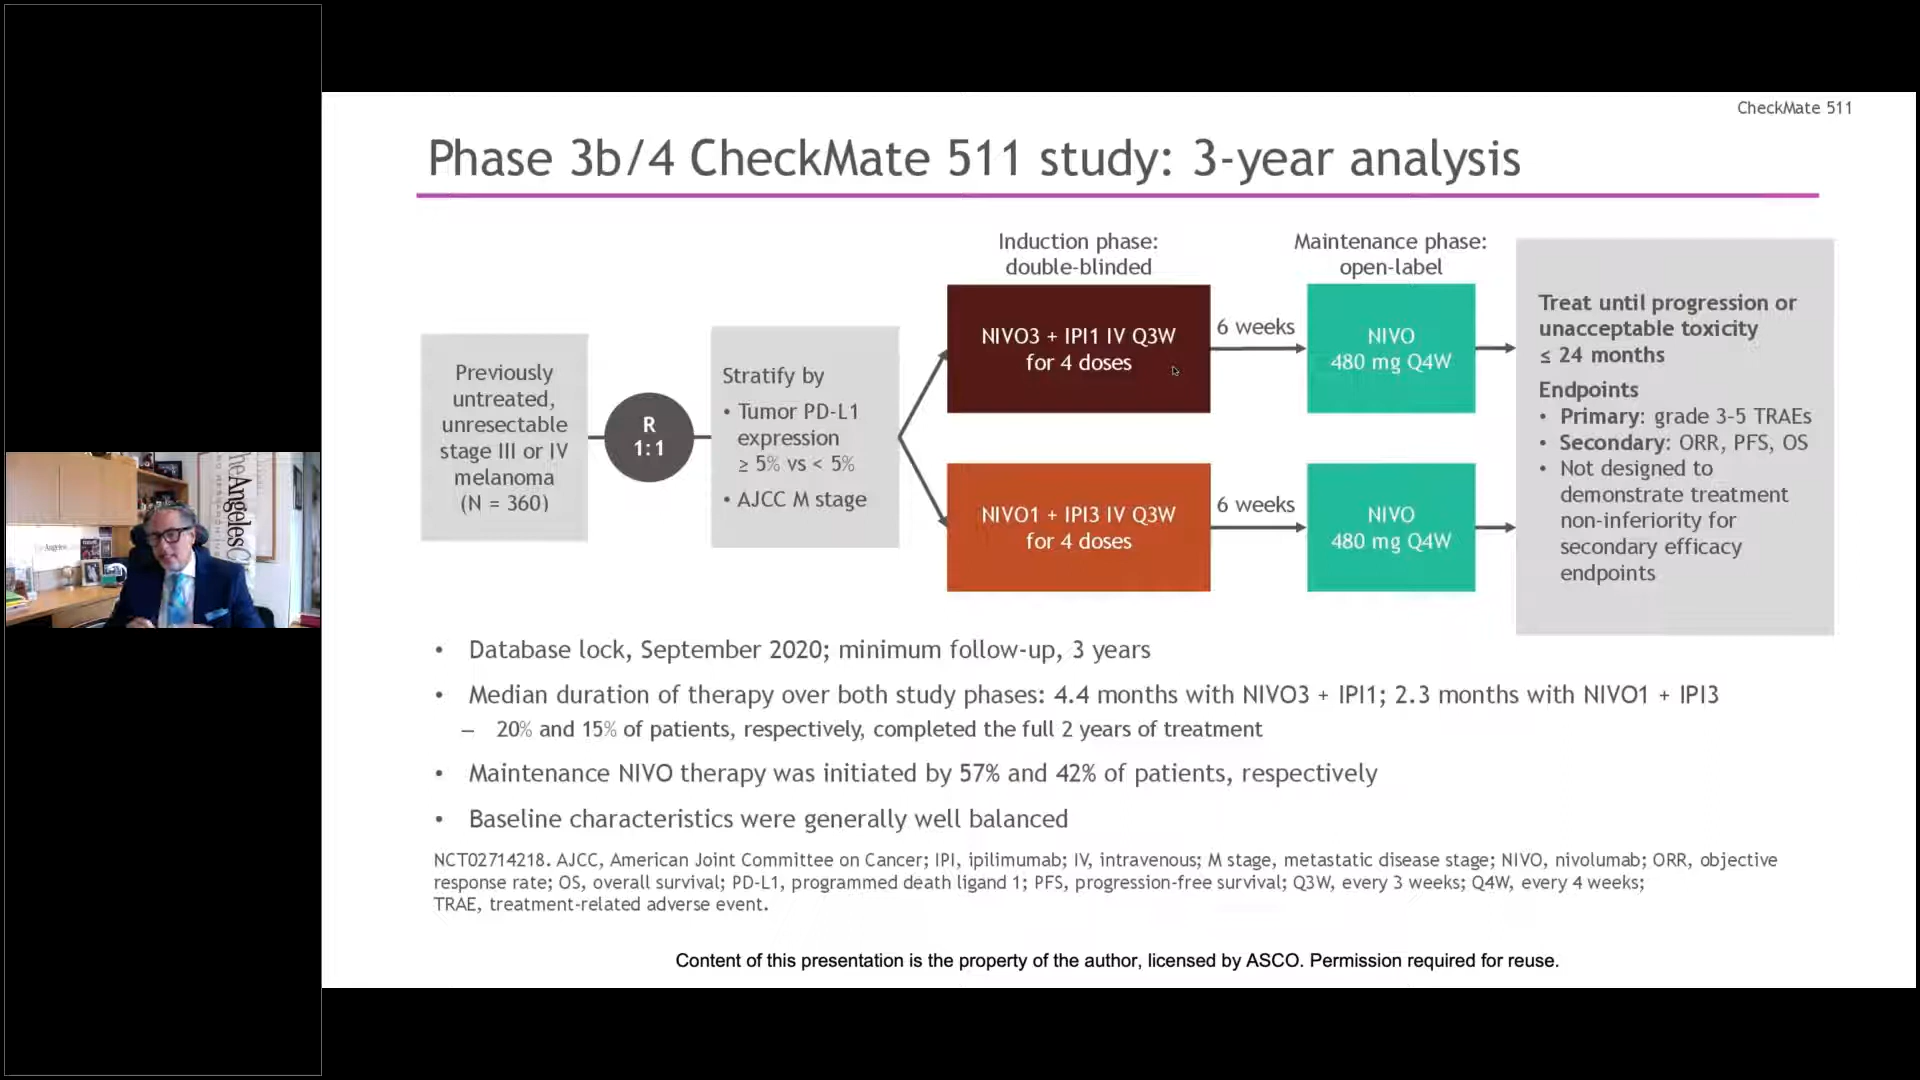 CheckMate 511
Phase 3b/4 CheckMate 511 study: 3-year analysis
Previously
untreated,
unresectable
stage III or IV
melanoma
(N = 360)
R
1:1
Stratify by
• Tumor PD-L1
expression
≥ 5% vs < 5%
• AJCC M stage
Induction phase:
double-blinded
NIVO3 + IPI1 IV Q3W
for 4 doses
NIVO1 + IPI3 IV Q3W
for 4 doses
6 weeks
6 weeks
Maintenance phase:
open-label
NIVO
480 mg Q4W
NIVO
480 mg Q4W
Treat until progression or
unacceptable toxicity
≤ 24 months
Endpoints
• Primary: grade 3-5 TRAEs
• Secondary: ORR, PFS, OS
• Not designed to
demonstrate treatment
non-inferiority for
secondary efficacy
endpoints
• Database lock, September 2020; minimum follow-up, 3 years
• Median duration of therapy over both study phases: 4.4 months with NIVO3 + IPI1; 2.3 months with NIVO1 + IPI3
– 20% and 15% of patients, respectively, completed the full 2 years of treatment
• Maintenance NIVO therapy was initiated by 57% and 42% of patients, respectively
• Baseline characteristics were generally well balanced
NCT02714218. AJCC, American Joint Committee on Cancer; IPI, ipilimumab; IV, intravenous; M stage, metastatic disease stage; NIVO, nivolumab; ORR, objective
response rate; OS, overall survival; PD-L1, programmed death ligand 1; PFS, progression-free survival; Q3W, every 3 weeks; Q4W, every 4 weeks;
TRAE, treatment-related adverse event.
Content of this presentation is the property of the author, licensed by ASCO. Permission required for reuse.